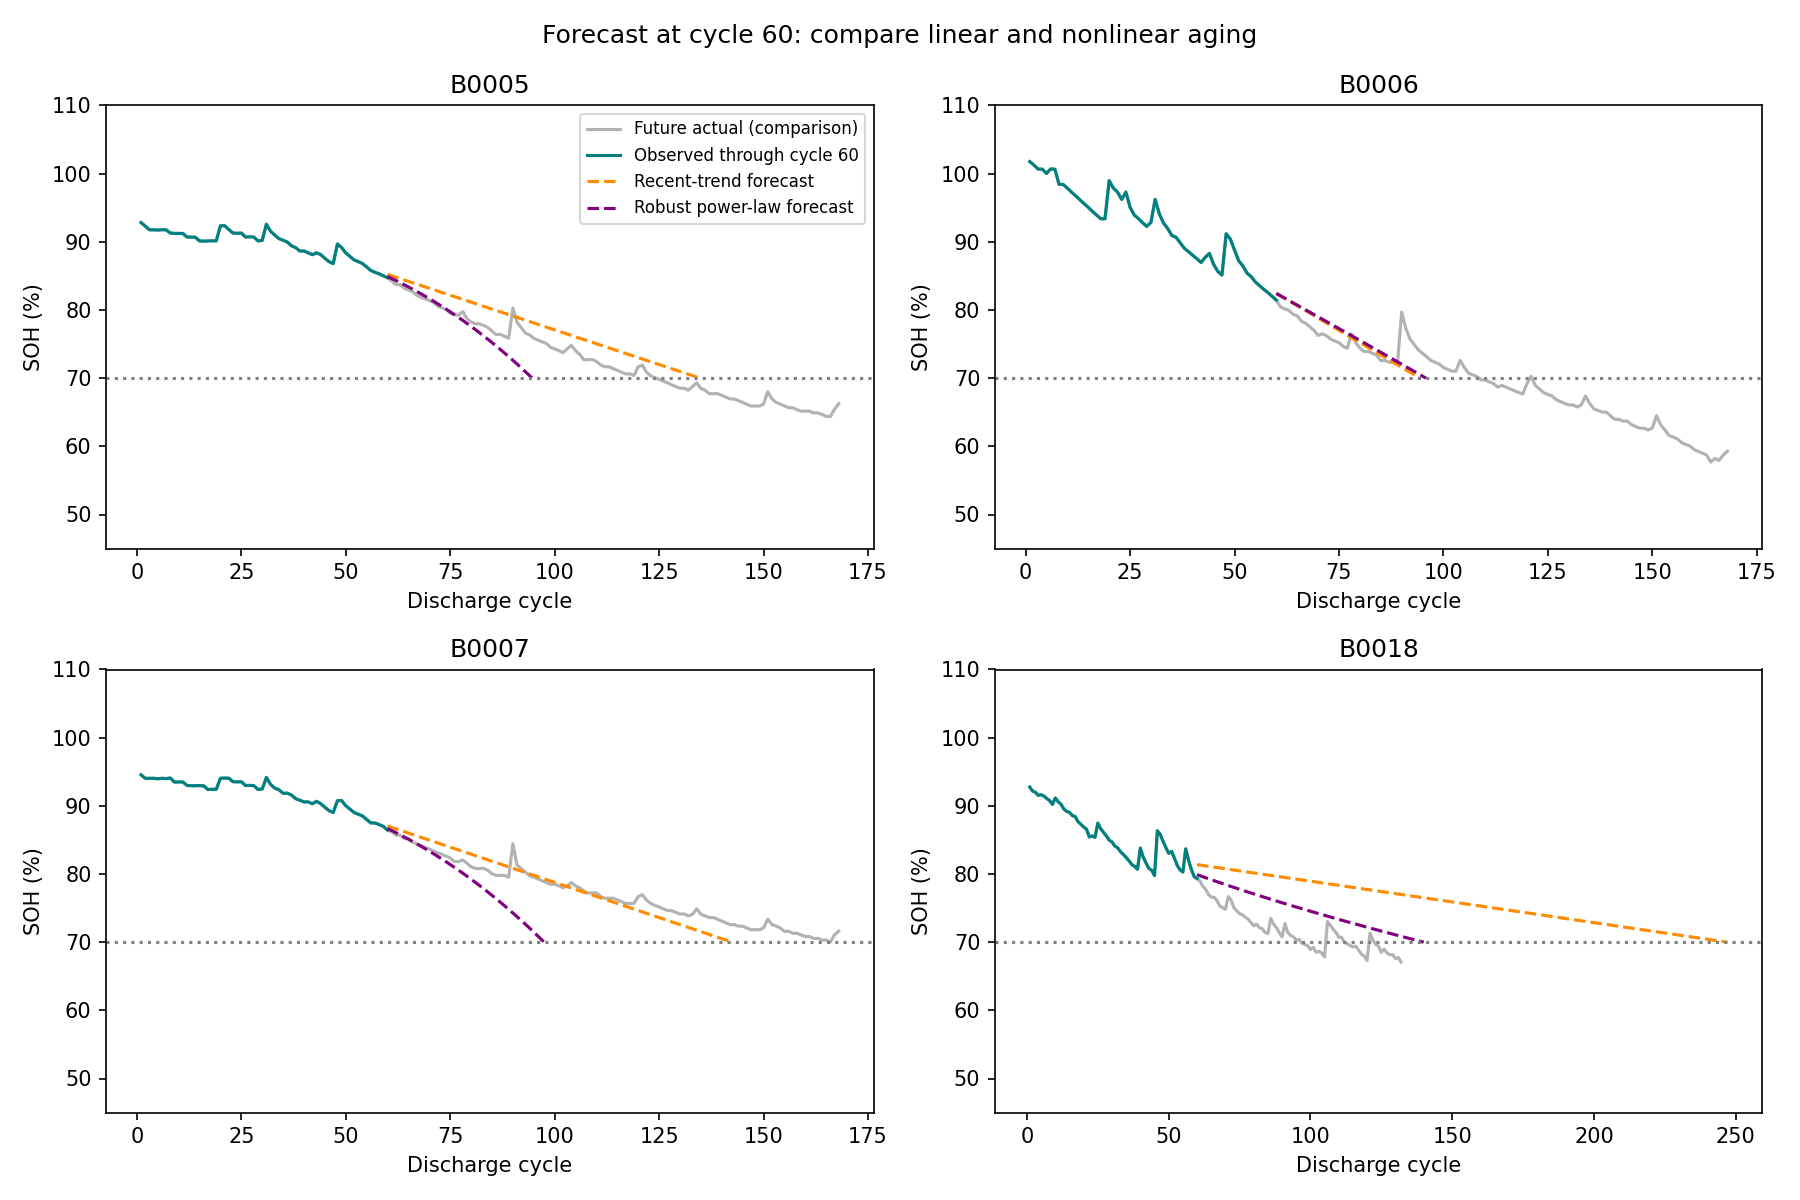 Forecast at cycle 60: compare linear and nonlinear aging
B0005
110
100
90
80
70
60
50
SOH (%)
Future actual (comparison)
Observed through cycle 60
Recent-trend forecast
Robust power-law forecast
0 25 50 75 100 125 150 175
Discharge cycle
B0006
110
100
90
80
70
60
50
SOH (%)
0 25 50 75 100 125 150 175
Discharge cycle
B0007
110
100
90
80
70
60
50
SOH (%)
0 25 50 75 100 125 150 175
Discharge cycle
B0018
110
100
90
80
70
60
50
SOH (%)
0 50 100 150 200 250
Discharge cycle